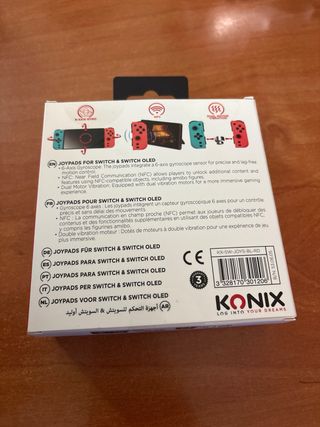 6-AXIS GYRO
NFC
DUAL MOTOR
EN JOYPADS FOR SWITCH & SWITCH OLED
• 6-Axis Gyroscope: The joypads integrate a 6-axis gyroscope sensor for precise and lag-free
motion control.
• NFC: Near Field Communication (NFC) allows players to unlock additional content and
features using NFC-compatible objects, including amiibo figures.
• Dual Motor Vibration: Equipped with dual vibration motors for a more immersive gaming
experience.
FR JOYPADS POUR SWITCH & SWITCH OLED
• Gyroscope 6 axes : Les joypads intègrent un capteur gyroscopique 6 axes pour un contrôle
précis et sans délai des mouvements.
• NFC : La communication en champ proche (NFC) permet aux joueurs de débloquer
des contenus et fonctionnalités additionnels en utilisant des objets compatibles NFC,
y compris les figurines amiibo.
• Double vibration moteur : Dotés de moteurs à double vibration pour une expérience de jeu
plus immersive.
DE JOYPADS FÜR SWITCH & SWITCH OLED
ES JOYPADS PARA SWITCH & SWITCH OLED
PT JOYPADS PARA SWITCH & SWITCH OLED
IT JOYPADS PER SWITCH & SWITCH OLED
NL JOYPADS VOOR SWITCH & SWITCH OLED
أجهزة التحكم للسويتش & السويتش أوليد AR
CE
3
KX-SW-JOYS-BL-RD
3 328170 301206
KONIX
LOG INTO YOUR DREAMS